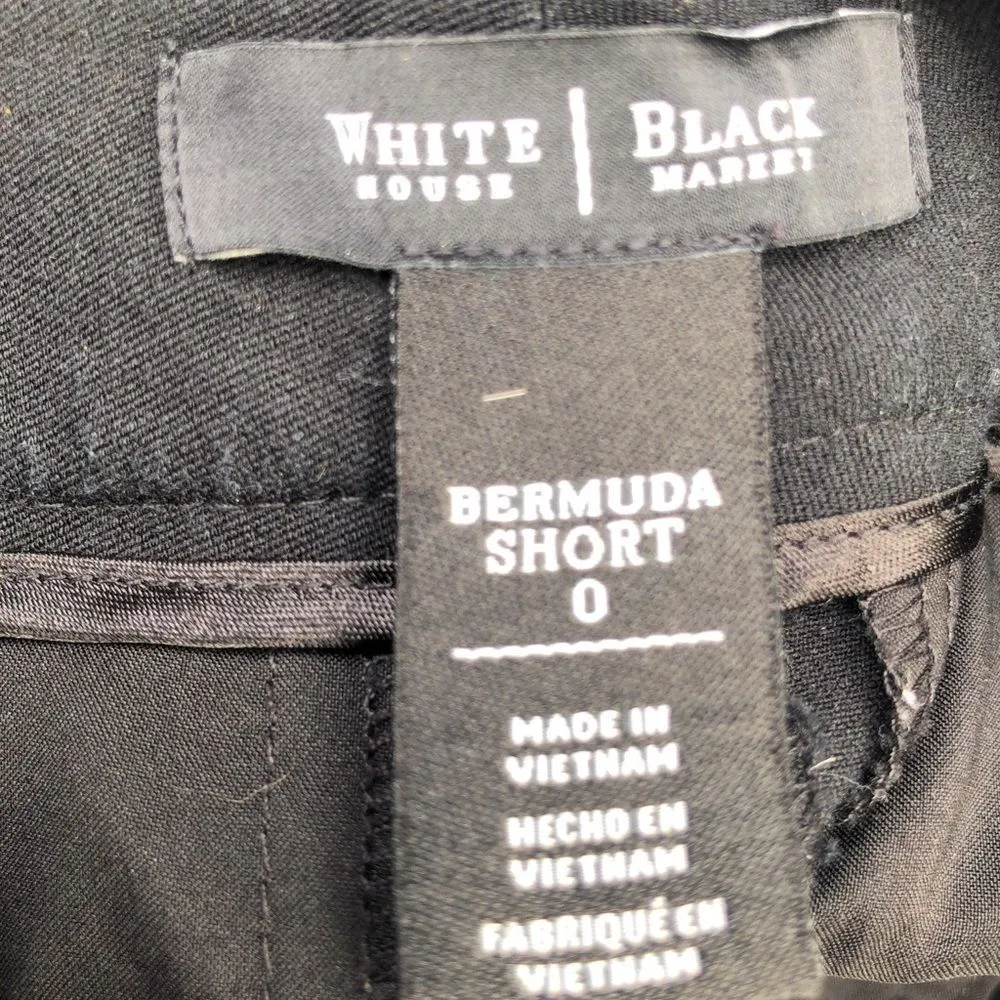 WHITE | BLACK
HOUSE MARKET
BERMUDA
SHORT
0
MADE IN
VIETNAM
HECHO EN
VIETNAM
FABRIQUÉ EN
VIETNAM